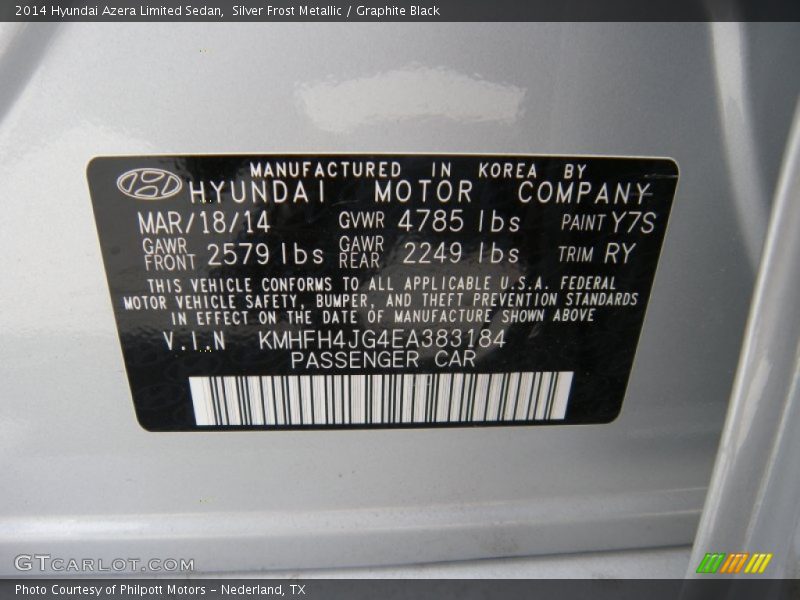 2014 Hyundai Azera Limited Sedan,  Silver Frost Metallic / Graphite Black
MANUFACTURED IN KOREA BY
HYUNDAI MOTOR COMPANY
MAR/18/14 GVWR 4785 lbs PAINT Y7S
GAWR FRONT 2579 lbs GAWR REAR 2249 lbs TRIM RY
THIS VEHICLE CONFORMS TO ALL APPLICABLE U.S.A. FEDERAL
MOTOR VEHICLE SAFETY, BUMPER, AND THEFT PREVENTION STANDARDS
IN EFFECT ON THE DATE OF MANUFACTURE SHOWN ABOVE
V.I.N KMHFH4JG4EA383184
PASSENGER CAR
GTCARLOT.COM
Photo Courtesy of Philpott Motors - Nederland, TX